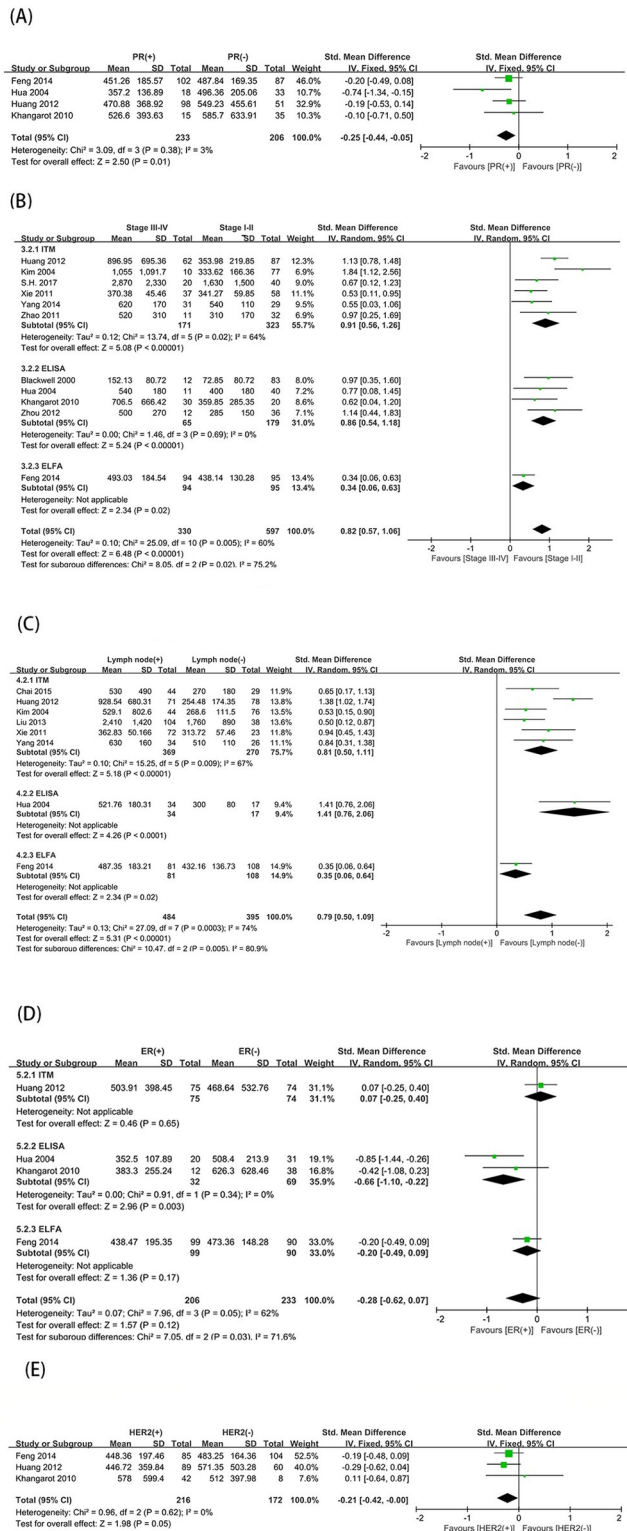 (A)
PR(+) PR(-) Std. Mean Difference Std. Mean Difference
Study or Subgroup Mean SD Total Mean SD Total Weight IV. Fixed. 95% CI IV. Fixed. 95% CI
Feng 2014 451.26 185.57 102 487.84 169.35 87 46.0% -0.20 [-0.49, 0.08]
Hua 2004 357.2 136.89 18 496.36 205.06 33 10.7% -0.74 [-1.34, -0.15]
Huang 2012 470.88 368.92 98 549.23 455.61 51 34.9% -0.19 [-0.53, 0.14]
Khangarot 2010 526.6 393.63 15 585.7 633.91 35 8.4% -0.10 [-0.71, 0.50]
Total (95% CI) 233 206 100.0% -0.25 [-0.44, -0.05]
Heterogeneity: Chi² = 3.09, df = 3 (P = 0.38); I² = 3%
Test for overall effect: Z = 2.50 (P = 0.01)
-2 -1 0 1 2
Favours [PR(+)] Favours [PR(-)]
(B)
Stage III-IV Stage I-II Std. Mean Difference Std. Mean Difference
Study or Subgroup Mean SD Total Mean SD Total Weight IV. Random, 95% CI IV. Random, 95% CI
3.2.1 ITM
Huang 2012 896.95 695.36 62 353.98 219.85 87 12.3% 1.13 [0.78, 1.48]
Kim 2004 1,055 1,091.7 10 333.62 166.36 77 7.0% 1.84 [1.12, 2.56]
S.H. 2017 2,870 2,330 20 1,630 1,500 40 9.0% 0.67 [0.12, 1.23]
Xie 2011 370.38 45.46 37 341.27 59.85 58 11.1% 0.53 [0.11, 0.95]
Yang 2014 620 170 31 540 110 29 9.5% 0.55 [0.03, 1.06]
Zhao 2011 520 310 11 310 170 32 6.8% 0.97 [0.25, 1.69]
Subtotal (95% CI) 171 323 55.7% 0.91 [0.56, 1.26]
Heterogeneity: Tau² = 0.12; Chi² = 13.74, df = 5 (P = 0.02); I² = 64%
Test for overall effect: Z = 5.08 (P < 0.00001)
3.2.2 ELISA
Blackwell 2000 152.13 80.72 12 72.85 80.72 83 8.0% 0.97 [0.35, 1.60]
Hua 2004 540 180 11 400 180 40 7.3% 0.77 [0.08, 1.45]
Khangarot 2010 706.5 666.42 30 359.85 285.35 20 8.6% 0.62 [0.04, 1.20]
Zhou 2012 500 270 12 285 150 36 7.1% 1.14 [0.44, 1.83]
Subtotal (95% CI) 65 179 31.0% 0.86 [0.54, 1.18]
Heterogeneity: Tau² = 0.00; Chi² = 1.46, df = 3 (P = 0.69); I² = 0%
Test for overall effect: Z = 5.24 (P < 0.00001)
3.2.3 ELFA
Feng 2014 493.03 184.54 94 438.14 130.28 95 13.4% 0.34 [0.06, 0.63]
Subtotal (95% CI) 94 95 13.4% 0.34 [0.06, 0.63]
Heterogeneity: Not applicable
Test for overall effect: Z = 2.34 (P = 0.02)
Total (95% CI) 330 597 100.0% 0.82 [0.57, 1.06]
Heterogeneity: Tau² = 0.10; Chi² = 25.09, df = 10 (P = 0.005); I² = 60%
Test for overall effect: Z = 6.48 (P < 0.00001)
Test for subgroup differences: Chi² = 8.05, df = 2 (P = 0.02), I² = 75.2%
-2 -1 0 1 2
Favours [Stage III-IV] Favours [Stage I-II]
(C)
Lymph node(+) Lymph node(-) Std. Mean Difference Std. Mean Difference
Study or Subgroup Mean SD Total Mean SD Total Weight IV. Random, 95% CI IV. Random, 95% CI
4.2.1 ITM
Chai 2015 530 490 44 270 180 29 11.9% 0.65 [0.17, 1.13]
Huang 2012 928.54 680.31 71 254.48 174.35 78 13.8% 1.38 [1.02, 1.74]
Kim 2004 529.1 802.6 44 268.6 111.5 76 13.6% 0.53 [0.15, 0.90]
Liu 2013 2,410 1,420 104 1,760 890 38 13.6% 0.50 [0.12, 0.87]
Xie 2011 362.83 50.166 72 313.72 57.46 23 11.7% 0.94 [0.45, 1.43]
Yang 2014 630 160 34 510 110 26 11.2% 0.84 [0.31, 1.38]
Subtotal (95% CI) 369 270 75.7% 0.81 [0.50, 1.11]
Heterogeneity: Tau² = 0.10; Chi² = 15.25, df = 5 (P = 0.009); I² = 67%
Test for overall effect: Z = 5.18 (P < 0.00001)
4.2.2 ELISA
Hua 2004 521.76 180.31 34 300 80 17 9.4% 1.41 [0.76, 2.06]
Subtotal (95% CI) 34 17 9.4% 1.41 [0.76, 2.06]
Heterogeneity: Not applicable
Test for overall effect: Z = 4.26 (P < 0.0001)
4.2.3 ELFA
Feng 2014 487.35 183.21 81 432.16 136.73 108 14.9% 0.35 [0.06, 0.64]
Subtotal (95% CI) 81 108 14.9% 0.35 [0.06, 0.64]
Heterogeneity: Not applicable
Test for overall effect: Z = 2.34 (P = 0.02)
Total (95% CI) 484 395 100.0% 0.79 [0.50, 1.09]
Heterogeneity: Tau² = 0.13; Chi² = 27.09, df = 7 (P = 0.0003); I² = 74%
Test for overall effect: Z = 5.31 (P < 0.00001)
Test for subgroup differences: Chi² = 10.47, df = 2 (P = 0.005), I² = 80.9%
-2 -1 0 1 2
Favours [Lymph node(+)] Favours [Lymph node(-)]
(D)
ER(+) ER(-) Std. Mean Difference Std. Mean Difference
Study or Subgroup Mean SD Total Mean SD Total Weight IV. Random, 95% CI IV. Random, 95% CI
5.2.1 ITM
Huang 2012 503.91 398.45 75 468.64 532.76 74 31.1% 0.07 [-0.25, 0.40]
Subtotal (95% CI) 75 74 31.1% 0.07 [-0.25, 0.40]
Heterogeneity: Not applicable
Test for overall effect: Z = 0.46 (P = 0.65)
5.2.2 ELISA
Hua 2004 352.5 107.89 20 508.4 213.9 31 19.1% -0.85 [-1.44, -0.26]
Khangarot 2010 383.3 255.24 12 626.3 628.46 38 16.8% -0.42 [-1.08, 0.23]
Subtotal (95% CI) 32 69 35.9% -0.66 [-1.10, -0.22]
Heterogeneity: Tau² = 0.00; Chi² = 0.91, df = 1 (P = 0.34); I² = 0%
Test for overall effect: Z = 2.96 (P = 0.003)
5.2.3 ELFA
Feng 2014 438.47 195.35 99 473.36 148.28 90 33.0% -0.20 [-0.49, 0.09]
Subtotal (95% CI) 99 90 33.0% -0.20 [-0.49, 0.09]
Heterogeneity: Not applicable
Test for overall effect: Z = 1.36 (P = 0.17)
Total (95% CI) 206 233 100.0% -0.28 [-0.62, 0.07]
Heterogeneity: Tau² = 0.07; Chi² = 7.96, df = 3 (P = 0.05); I² = 62%
Test for overall effect: Z = 1.57 (P = 0.12)
Test for subgroup differences: Chi² = 7.05, df = 2 (P = 0.03), I² = 71.6%
-2 -1 0 1 2
Favours [ER(+)] Favours [ER(-)]
(E)
HER2(+) HER2(-) Std. Mean Difference Std. Mean Difference
Study or Subgroup Mean SD Total Mean SD Total Weight IV. Fixed, 95% CI IV. Fixed, 95% CI
Feng 2014 448.36 197.46 85 483.25 164.36 104 52.5% -0.19 [-0.48, 0.09]
Huang 2012 446.72 359.84 89 571.35 503.28 60 40.0% -0.29 [-0.62, 0.04]
Khangarot 2010 578 599.4 42 512 397.98 8 7.6% 0.11 [-0.64, 0.87]
Total (95% CI) 216 172 100.0% -0.21 [-0.42, -0.00]
Heterogeneity: Chi² = 0.96, df = 2 (P = 0.62); I² = 0%
Test for overall effect: Z = 1.98 (P = 0.05)
-2 -1 0 1 2
Favours [HER2(+)] Favours [HER2(-)]